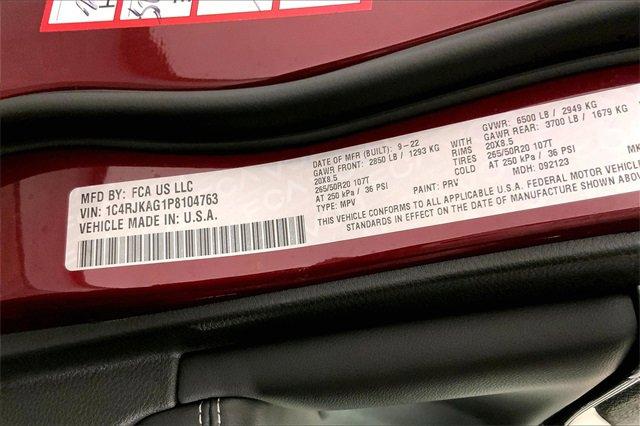 MFD BY: FCA US LLC
VIN: 1C4RJKAG1P8104763
VEHICLE MADE IN U.S.A.
DATE OF MFR (BUILT): 9-22
GVWR: 6500 LB / 2949 KG
GAWR FRONT: 2850 LB / 1293 KG WITH
GAWR REAR: 3700 LB / 1679 KG WITH
20X8.5 RIMS
20X8.5 RIMS
265/50R20 107T TIRES
265/50R20 107T
AT 250 kPa / 36 PSI COLD
AT 250 kPa / 36 PSI
TYPE: MPV PAINT: PRV MDH: 092123
THIS VEHICLE CONFORMS TO ALL APPLICABLE U.S.A. FEDERAL MOTOR VEHICLE
STANDARDS IN EFFECT ON THE DATE OF MANUFACTURE SHOWN ABOVE